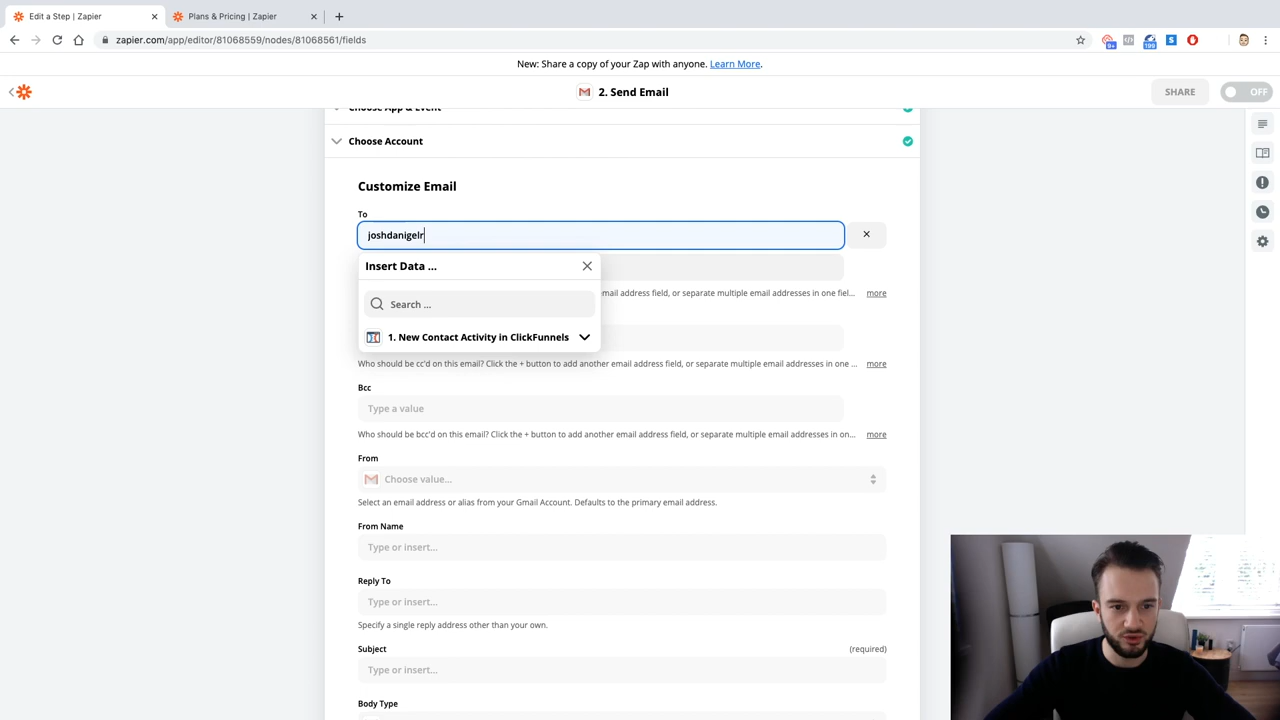 Edit a Step | Zapier
Plans & Pricing | Zapier
zapier.com/app/editor/81068559/nodes/81068561/fields
9+
199
New: Share a copy of your Zap with anyone. Learn More.
2. Send Email
SHARE
OFF
Choose App & Event
Choose Account
Customize Email
To
joshdanigelr
Insert Data ...
Search ...
email address field, or separate multiple email addresses in one fiel... more
1. New Contact Activity in ClickFunnels
Who should be cc'd on this email? Click the + button to add another email address field, or separate multiple email addresses in one ... more
Bcc
Type a value
Who should be bcc'd on this email? Click the + button to add another email address field, or separate multiple email addresses in on... more
From
Choose value...
Select an email address or alias from your Gmail Account. Defaults to the primary email address.
From Name
Type or insert...
Reply To
Type or insert...
Specify a single reply address other than your own.
Subject (required)
Type or insert...
Body Type